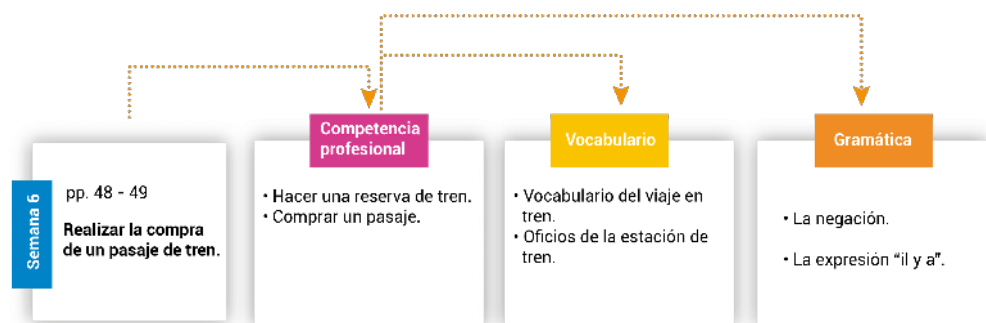 Semana 6
pp. 48 - 49
Realizar la compra
de un pasaje de tren.
Competencia
profesional
• Hacer una reserva de tren.
• Comprar un pasaje.
Vocabulario
• Vocabulario del viaje en
tren.
• Oficios de la estación de
tren.
Gramática
• La negación.
• La expresión “il y a”.